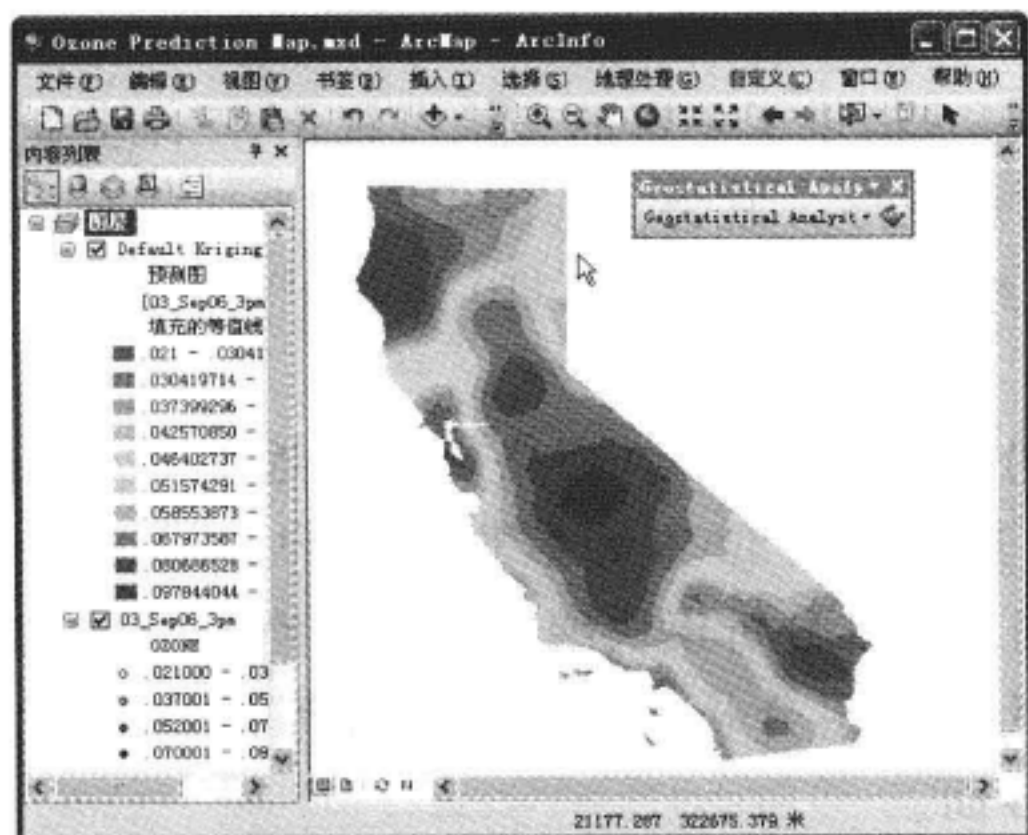 Ozone Prediction Map.mxd - ArcMap - ArcInfo
文件(F) 编辑(E) 视图(V) 书签(B) 插入(I) 选择(S) 地理处理(G) 自定义(C) 窗口(W) 帮助(H)
内容列表
图层
Default Kriging
预测图
[03_Sep06_3pm
填充的等值线
.021 - .03041
.030419714 -
.037399296 -
.042570850 -
.046402737 -
.051574291 -
.058553873 -
.067973587 -
.080686528 -
.097844044 -
03_Sep06_3pm
OZONE
.021000 - .03
.037001 - .05
.052001 - .07
.070001 - .09
Geostatistical Analy
Geostatistical Analyst
21177.287 322675.379 米